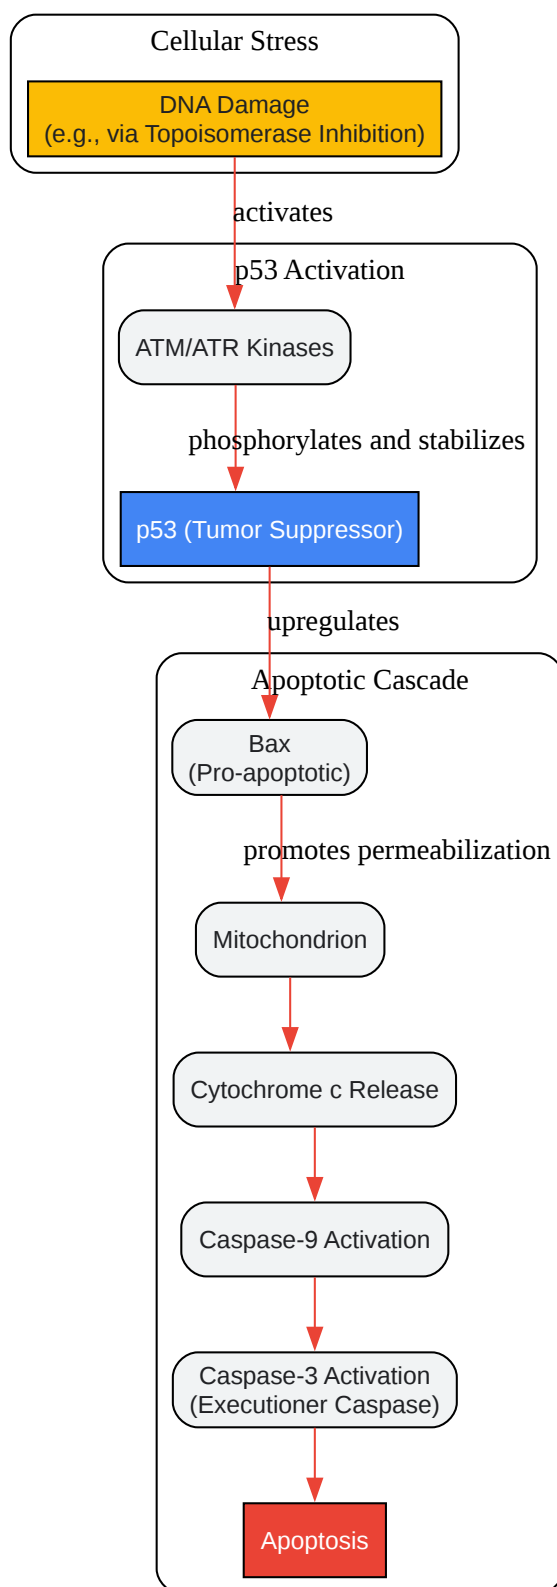 Cellular Stress
DNA Damage
(e.g., via Topoisomerase Inhibition)
activates
p53 Activation
ATM/ATR Kinases
phosphorylates and stabilizes
p53 (Tumor Suppressor)
upregulates
Apoptotic Cascade
Bax
(Pro-apoptotic)
promotes permeabilization
Mitochondrion
Cytochrome c Release
Caspase-9 Activation
Caspase-3 Activation
(Executioner Caspase)
Apoptosis